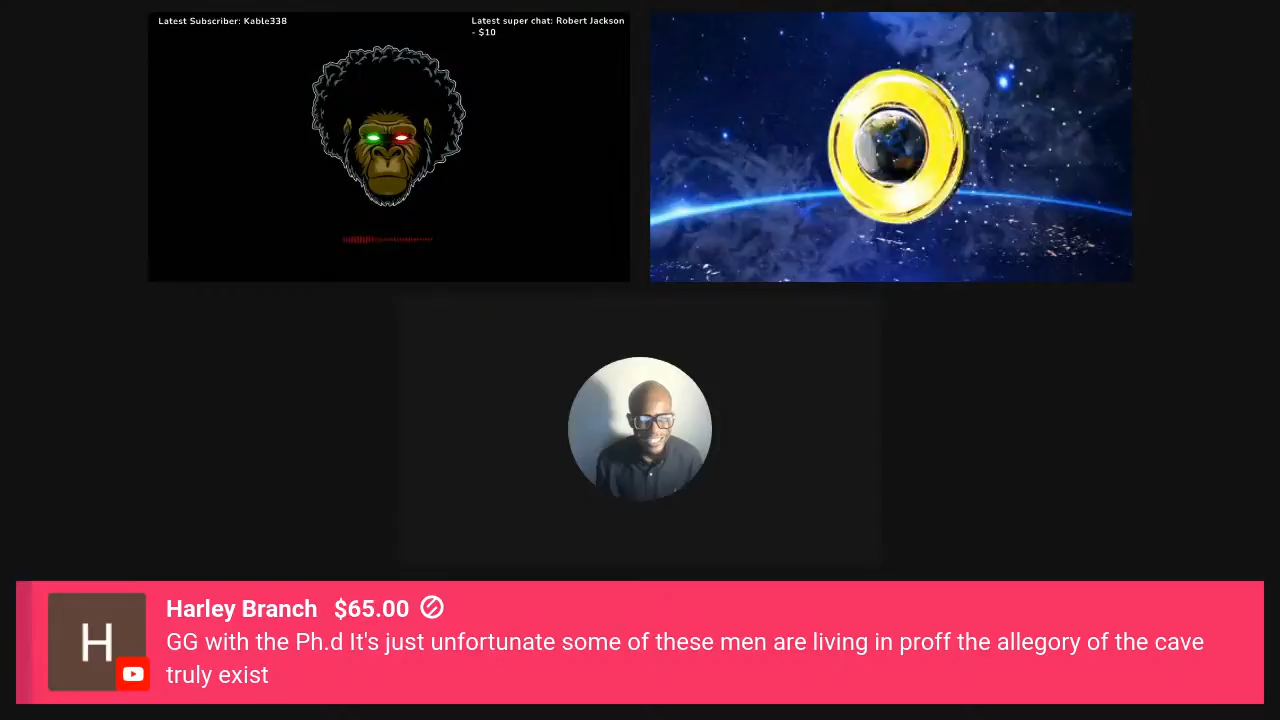 Latest Subscriber: Kable338
Latest super chat: Robert Jackson
- $10
H
Harley Branch $65.00
GG with the Ph.d It's just unfortunate some of these men are living in proff the allegory of the cave
truly exist